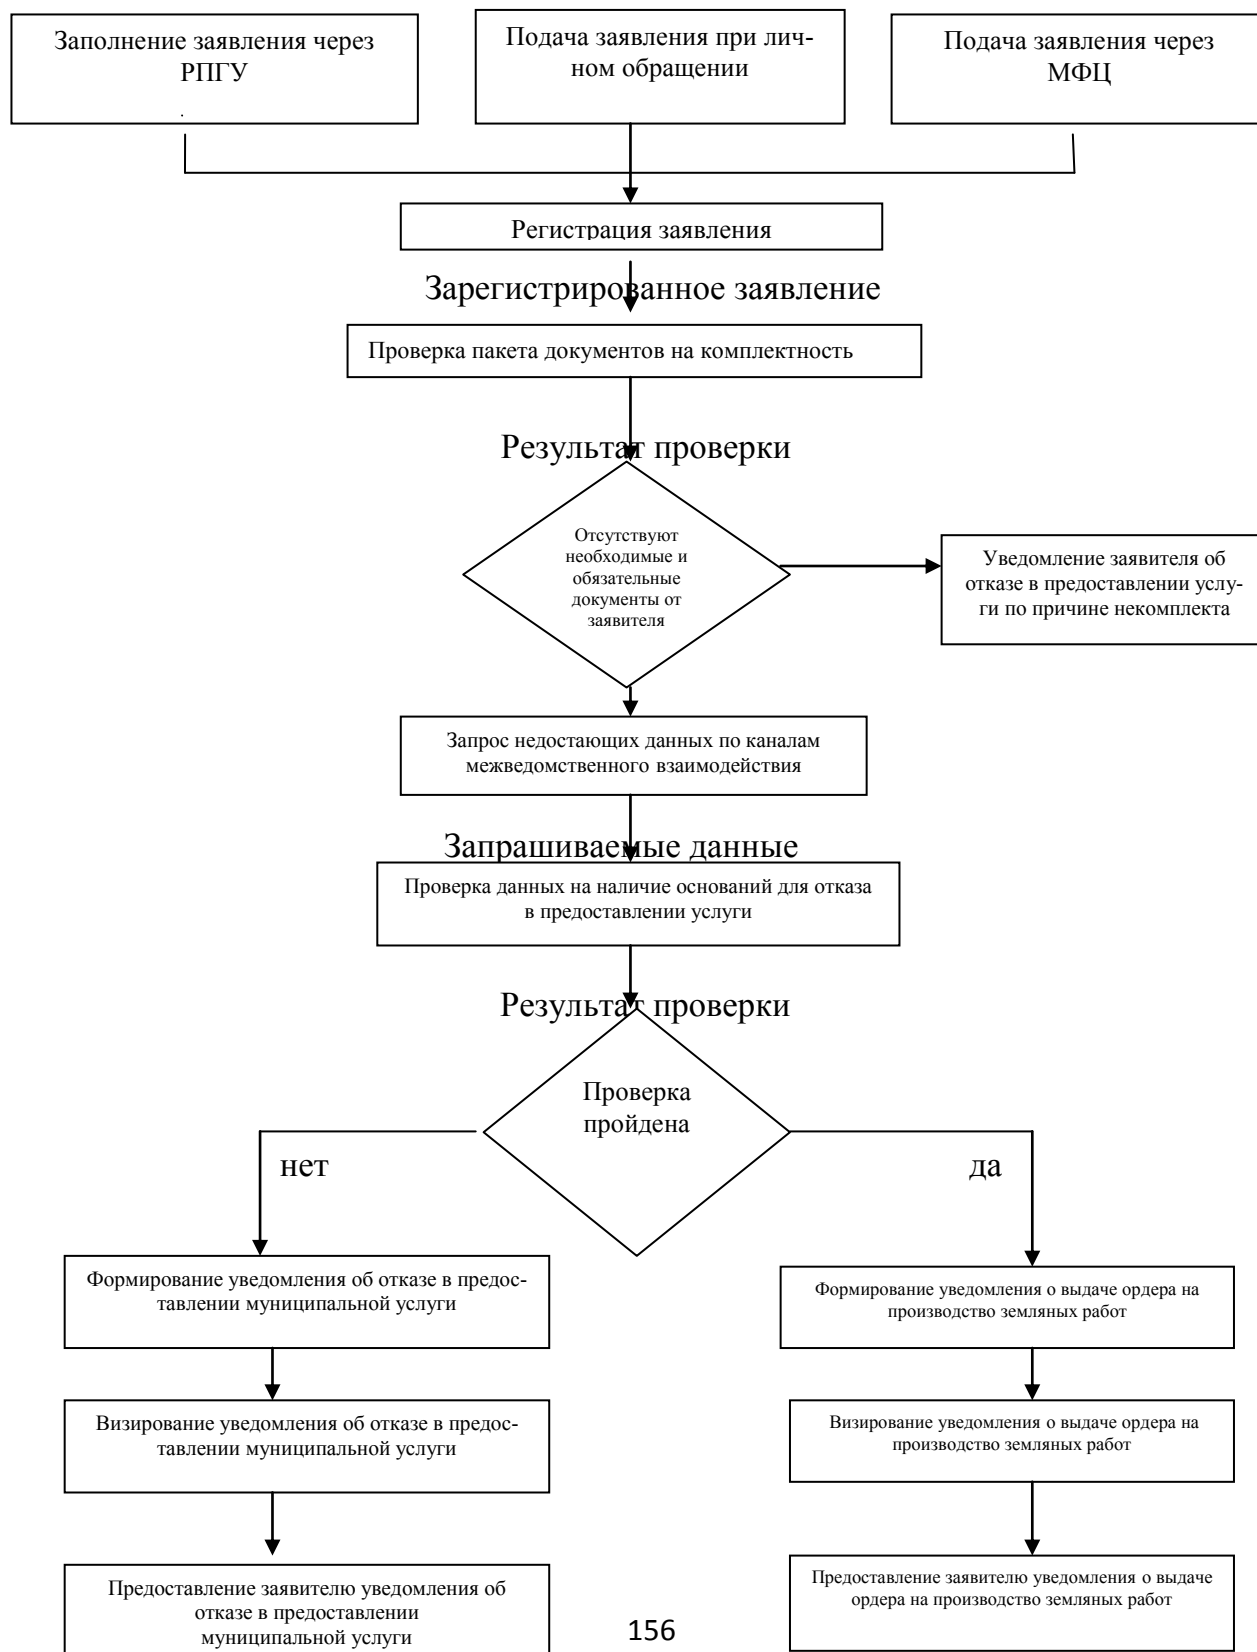 Заполнение заявления через
РПГУ
.
Подача заявления при лич-
ном обращении
Подача заявления через
МФЦ
Регистрация заявления
Зарегистрированное заявление
Проверка пакета документов на комплектность
Результат проверки
Отсутствуют
необходимые и
обязательные
документы от
заявителя
Уведомление заявителя об
отказе в предоставлении услу-
ги по причине некомплекта
Запрос недостающих данных по каналам
межведомственного взаимодействия
Запрашиваемые данные
Проверка данных на наличие оснований для отказа
в предоставлении услуги
Результат проверки
Проверка
пройдена
нет
да
Формирование уведомления об отказе в предос-
тавлении муниципальной услуги
Формирование уведомления о выдаче ордера на
производство земляных работ
Визирование уведомления об отказе в предос-
тавлении муниципальной услуги
Визирование уведомления о выдаче ордера на
производство земляных работ
Предоставление заявителю уведомления об
отказе в предоставлении
муниципальной услуги
Предоставление заявителю уведомления о выдаче
ордера на производство земляных работ
156